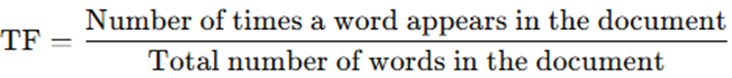 TF = Number of times a word appears in the document
Total number of words in the document